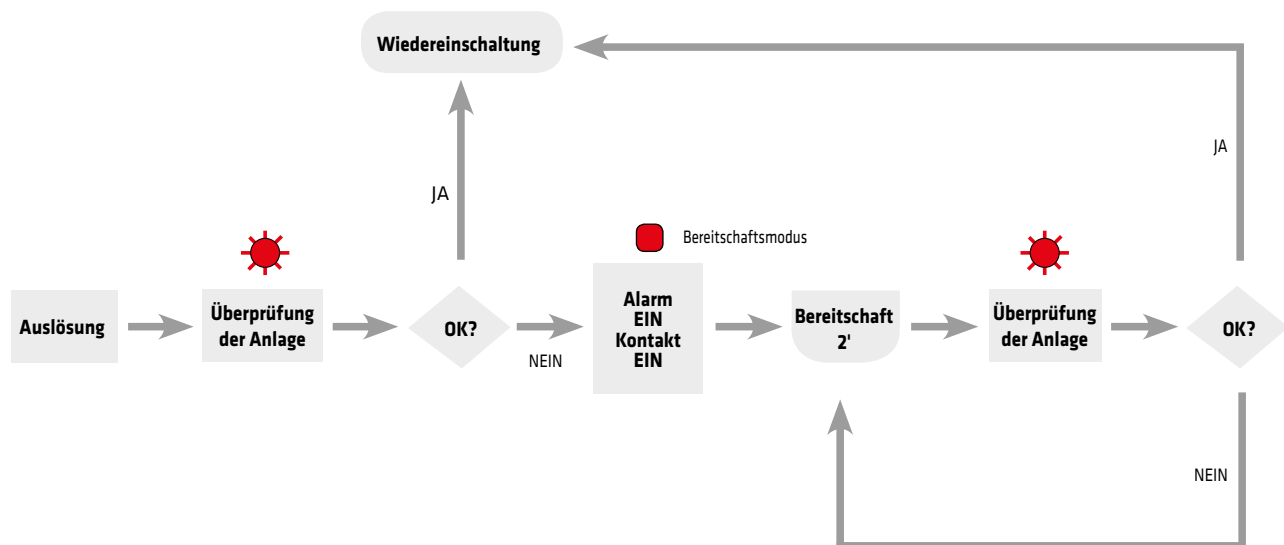 Wiedereinschaltung
JA
JA
Bereitschaftsmodus
Auslösung
Überprüfung
der Anlage
OK?
NEIN
Alarm
EIN
Kontakt
EIN
Bereitschaft
2'
Überprüfung
der Anlage
OK?
NEIN